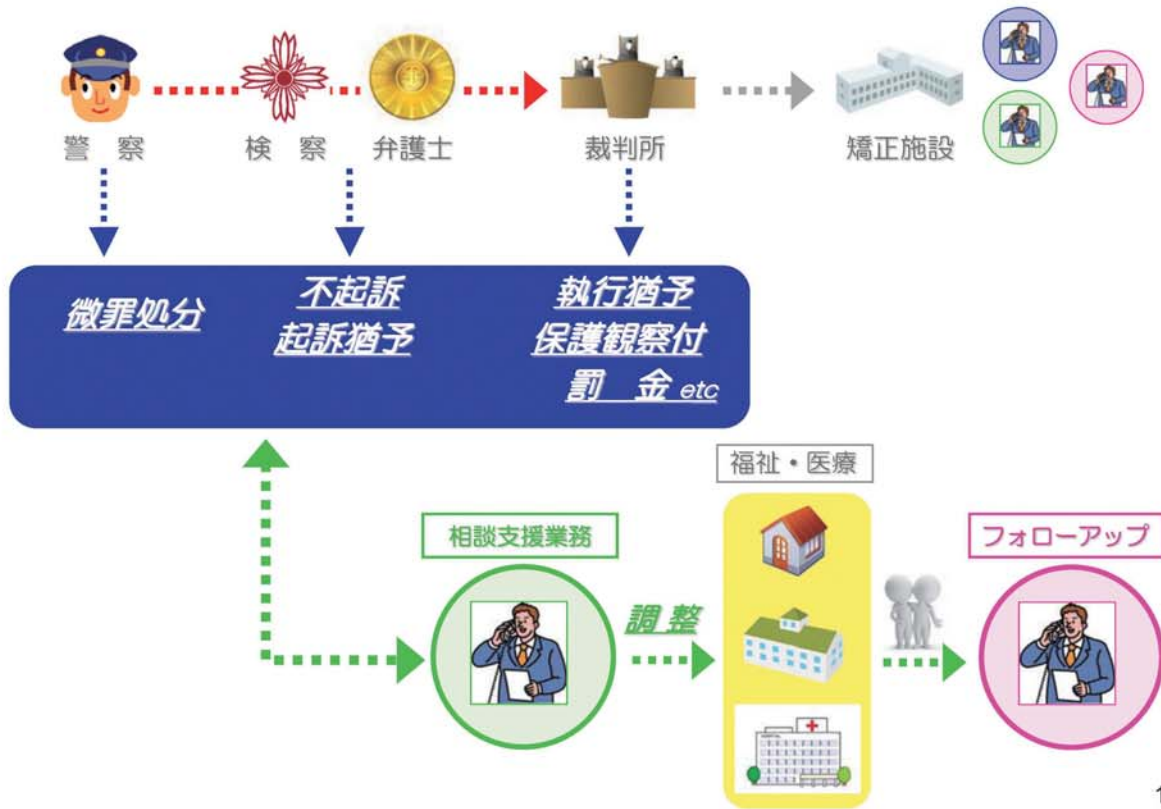 警　察
検　察
弁護士
裁判所
矯正施設
微罪処分
不起訴
起訴猶予
執行猶予
保護観察付
罰　金 etc
福祉・医療
相談支援業務
調 整
フォローアップ
1